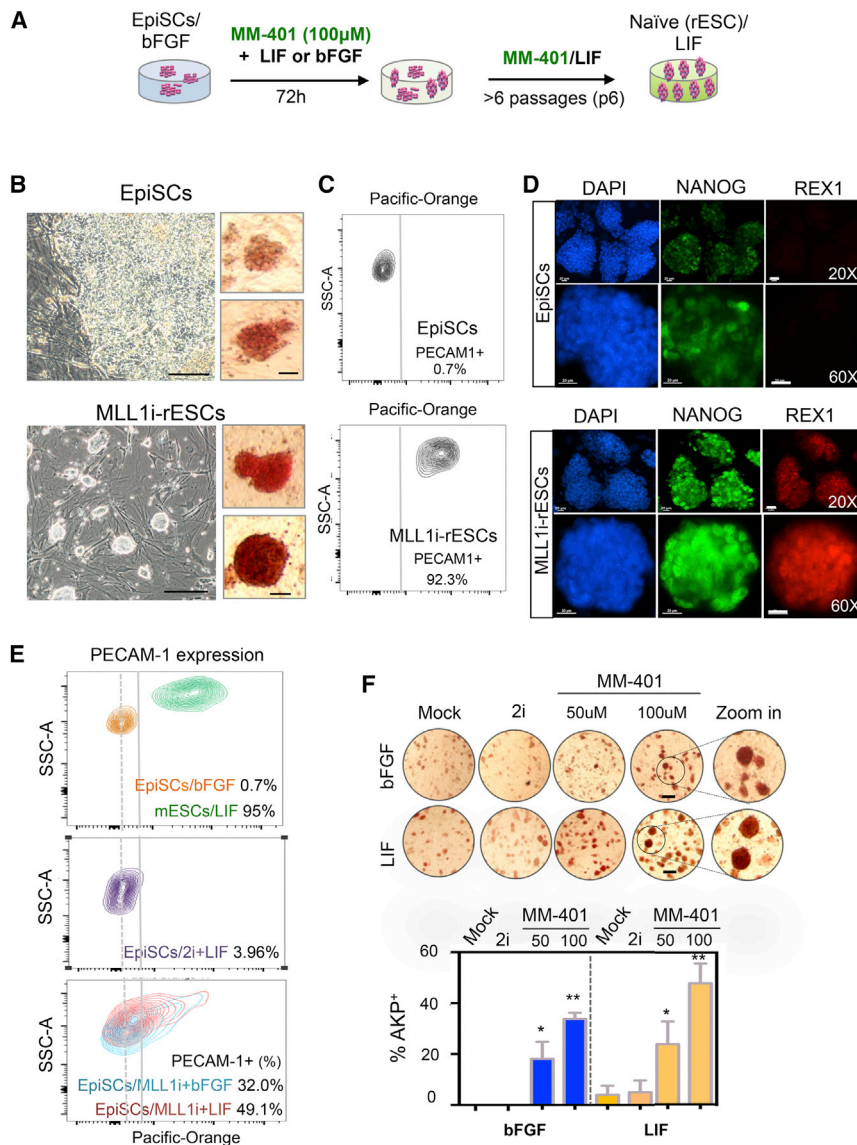 A
EpiSCs/
bFGF
MM-401 (100µM)
+ LIF or bFGF
72h
MM-401/LIF
>6 passages (p6)
Naïve (rESC)/
LIF
B
EpiSCs
MLL1i-rESCs
C
Pacific-Orange
SSC-A
EpiSCs
PECAM1+
0.7%
Pacific-Orange
SSC-A
MLL1i-rESCs
PECAM1+
92.3%
D
DAPI NANOG REX1
EpiSCs
20X
60X
DAPI NANOG REX1
MLL1i-rESCs
20X
60X
E
PECAM-1 expression
SSC-A
EpiSCs/bFGF 0.7%
mESCs/LIF 95%
SSC-A
EpiSCs/2i+LIF 3.96%
SSC-A
PECAM-1+ (%)
EpiSCs/MLL1i+bFGF 32.0%
EpiSCs/MLL1i+LIF 49.1%
Pacific-Orange
F
MM-401
Mock 2i 50uM 100uM Zoom in
bFGF
LIF
Mock 2i MM-401 50 100 Mock 2i MM-401 50 100
% AKP+
60
40
20
0
* ** * **
bFGF LIF